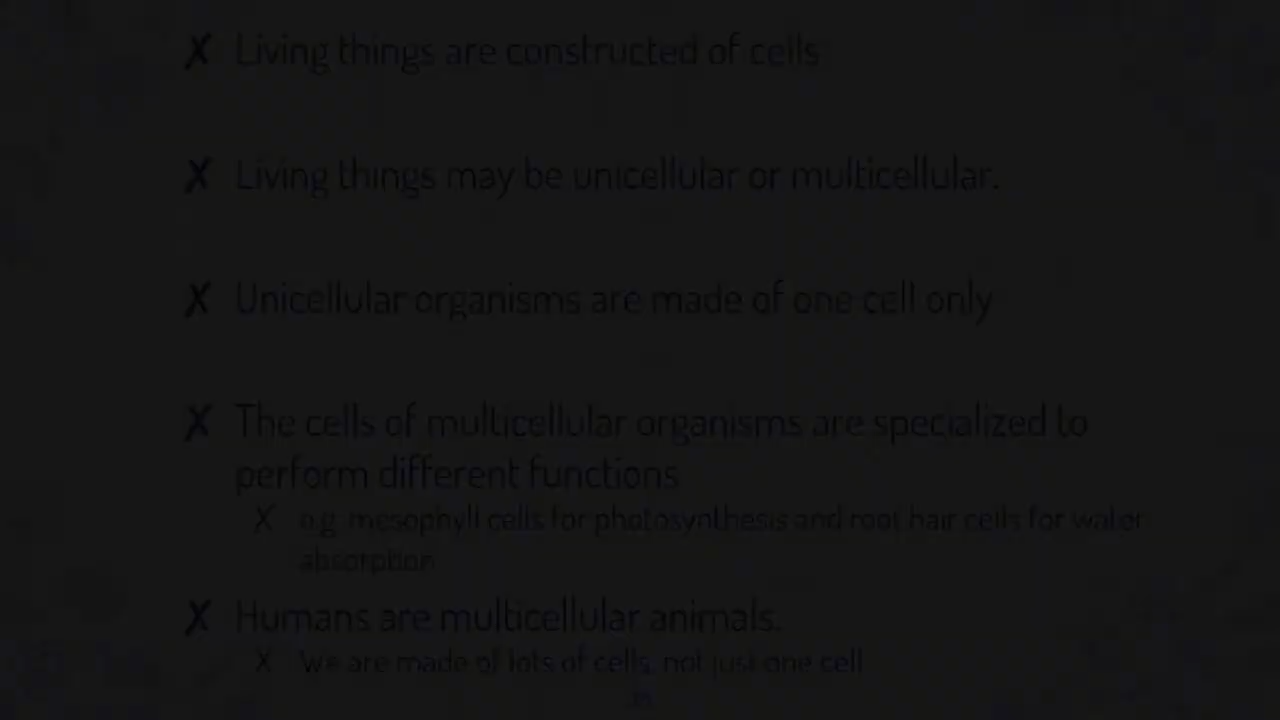 Living things are constructed of cells
Living things may be unicellular or multicellular.
Unicellular organisms are made of one cell only
The cells of multicellular organisms are specialized to
perform different functions
e.g. mesophyll cells for photosynthesis and root hair cells for water
absorption
Humans are multicellular animals.
We are made of lots of cells, not just one cell